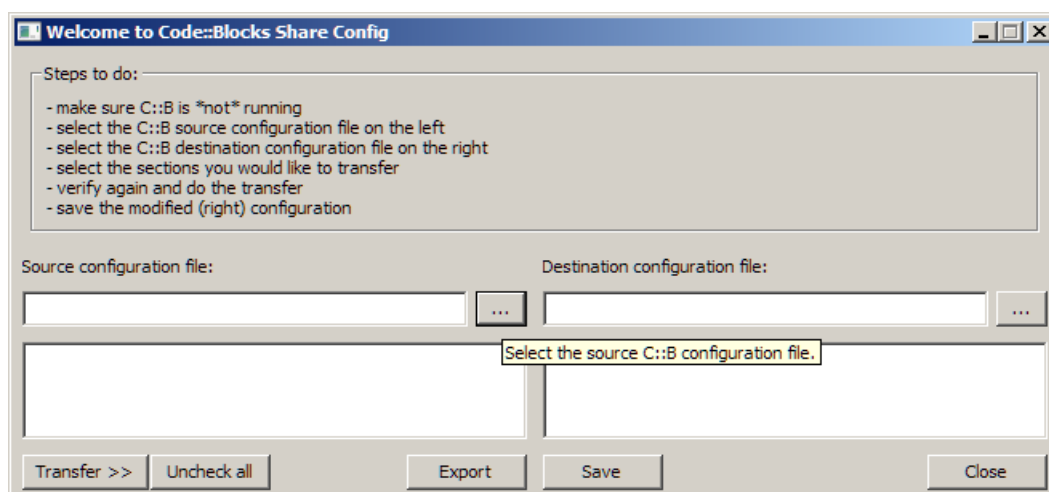 Welcome to Code::Blocks Share Config
Steps to do:
- make sure C::B is *not* running
- select the C::B source configuration file on the left
- select the C::B destination configuration file on the right
- select the sections you would like to transfer
- verify again and do the transfer
- save the modified (right) configuration
Source configuration file:
Destination configuration file:
...
...
Select the source C::B configuration file.
Transfer >>
Uncheck all
Export
Save
Close